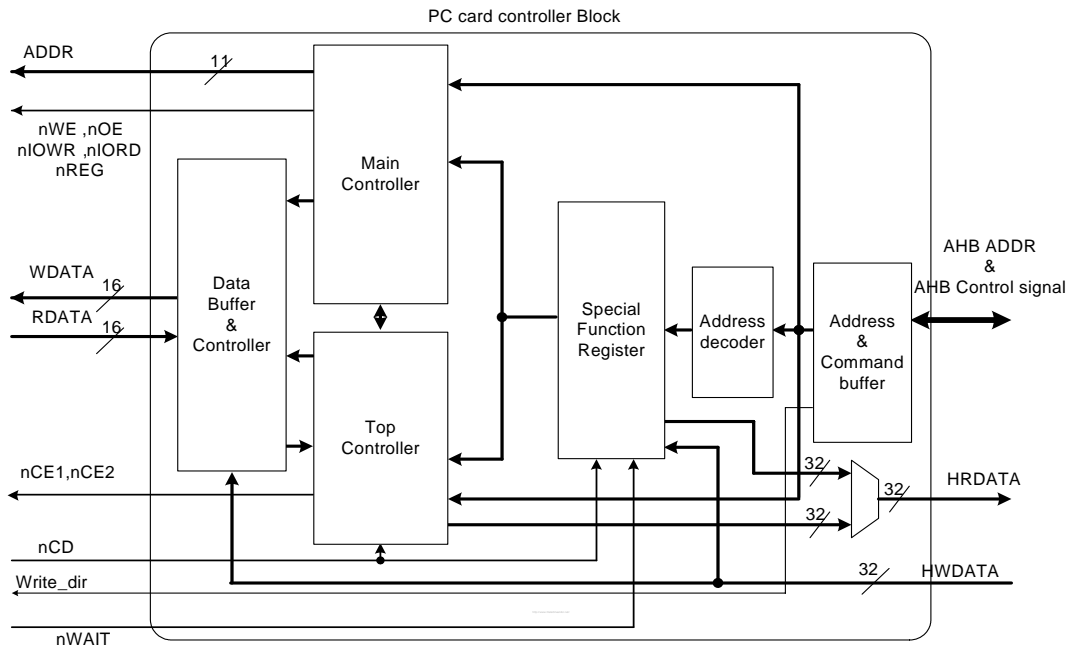 PC card controller Block
ADDR
11
nWE ,nOE
nIOWR ,nIORD
nREG
Main
Controller
WDATA
16
RDATA
16
Data
Buffer
&
Controller
Special
Function
Register
Address
decoder
Address
&
Command
buffer
AHB ADDR
&
AHB Control signal
Top
Controller
nCE1,nCE2
32
32
32
HRDATA
nCD
Write_dir
32
HWDATA
nWAIT